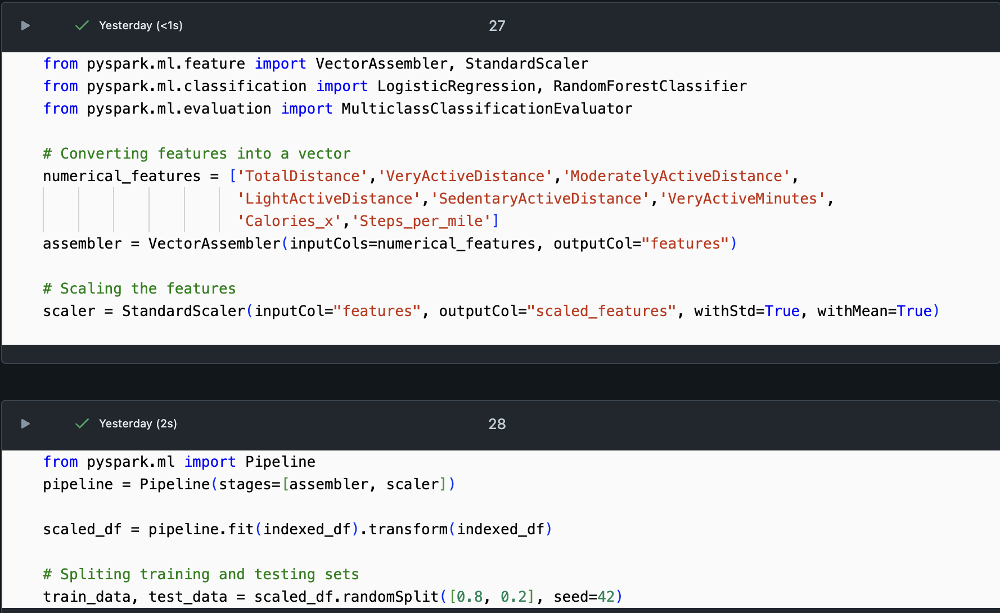 Yesterday (<1s)
27
from pyspark.ml.feature import VectorAssembler, StandardScaler
from pyspark.ml.classification import LogisticRegression, RandomForestClassifier
from pyspark.ml.evaluation import MulticlassClassificationEvaluator
# Converting features into a vector
numerical_features = ['TotalDistance','VeryActiveDistance','ModeratelyActiveDistance',
'LightActiveDistance','SedentaryActiveDistance','VeryActiveMinutes',
'Calories_x','Steps_per_mile']
assembler = VectorAssembler(inputCols=numerical_features, outputCol="features")
# Scaling the features
scaler = StandardScaler(inputCol="features", outputCol="scaled_features", withStd=True, withMean=True)
Yesterday (2s)
28
from pyspark.ml import Pipeline
pipeline = Pipeline(stages=[assembler, scaler])
scaled_df = pipeline.fit(indexed_df).transform(indexed_df)
# Spliting training and testing sets
train_data, test_data = scaled_df.randomSplit([0.8, 0.2], seed=42)